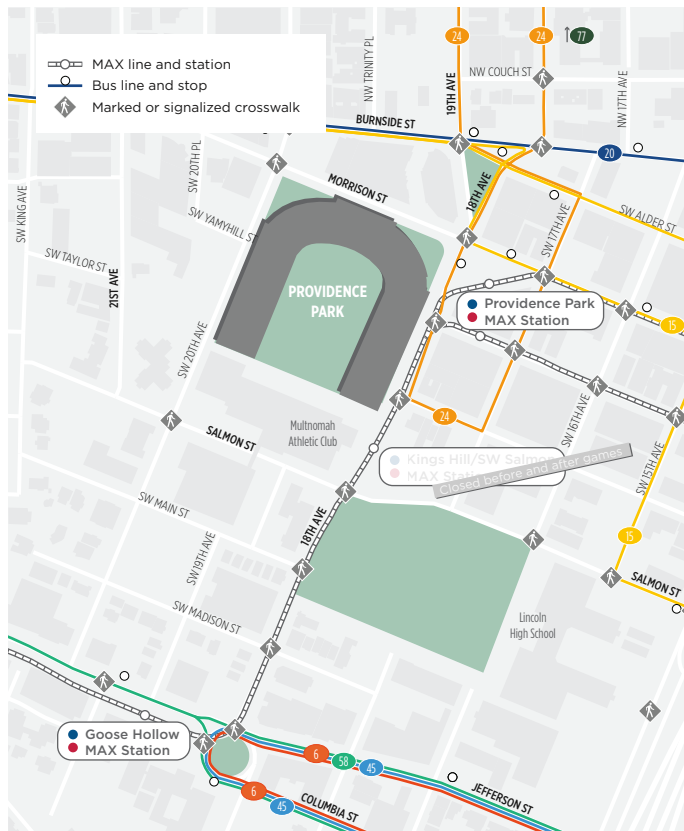 24
24
77
MAX line and station
Bus line and stop
Marked or signalized crosswalk
NW TRINITY PL
19TH AVE
NW COUCH ST
NW 17TH AVE
BURNSIDE ST
20
SW 20TH PL
SW KING AVE
MORRISON ST
18TH AVE
SW ALDER ST
SW YAMYHILL ST
SW 17TH AVE
SW TAYLOR ST
21ST AVE
PROVIDENCE
PARK
Providence Park
MAX Station
15
SW 20TH AVE
24
Multnomah
Athletic Club
SALMON ST
SW 16TH AVE
Kings Hill/SW Salmon
MAX Station
Closed before and after games
SW 15TH AVE
SW MAIN ST
18TH AVE
15
SW 19TH AVE
SALMON ST
SW MADISON ST
Lincoln
High School
Goose Hollow
MAX Station
6
58
45
6
45
COLUMBIA ST
JEFFERSON ST